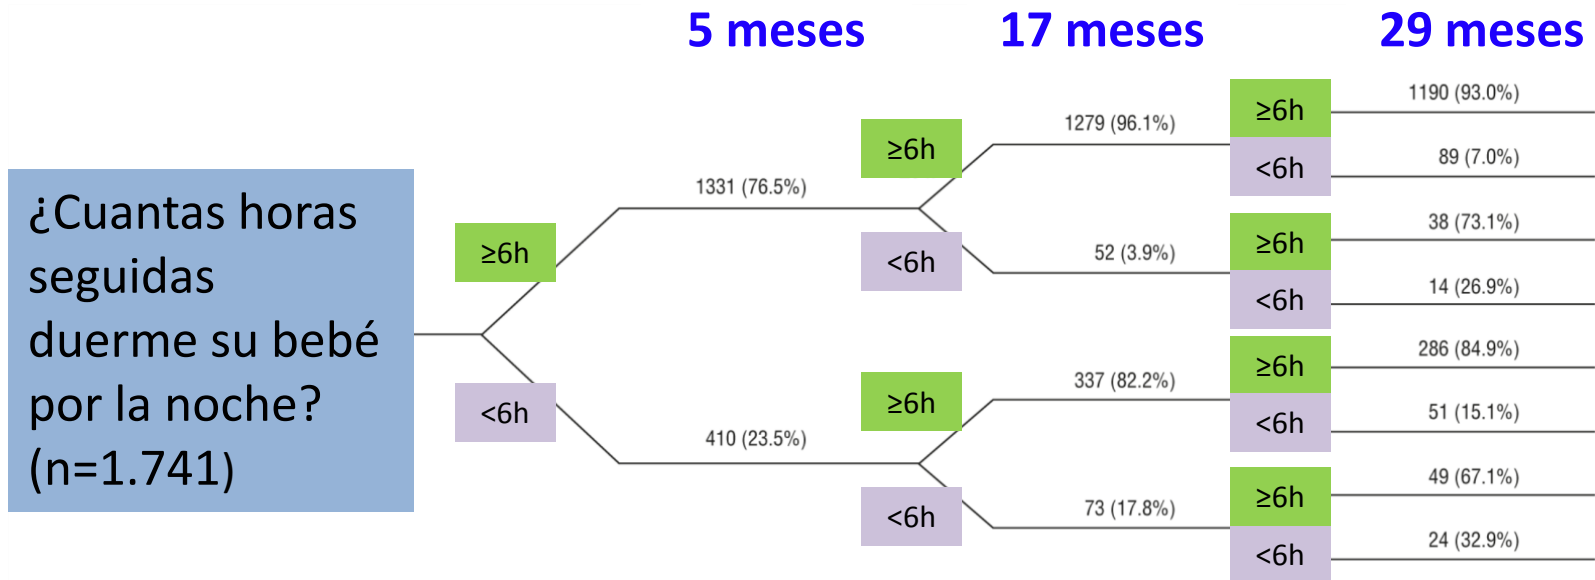 5 meses 17 meses 29 meses
¿Cuantas horas
seguidas
duerme su bebé
por la noche?
(n=1.741)
≥6h
<6h
1331 (76.5%)
410 (23.5%)
≥6h
<6h
≥6h
<6h
1279 (96.1%)
52 (3.9%)
337 (82.2%)
73 (17.8%)
≥6h
<6h
≥6h
<6h
≥6h
<6h
≥6h
<6h
1190 (93.0%)
89 (7.0%)
38 (73.1%)
14 (26.9%)
286 (84.9%)
51 (15.1%)
49 (67.1%)
24 (32.9%)